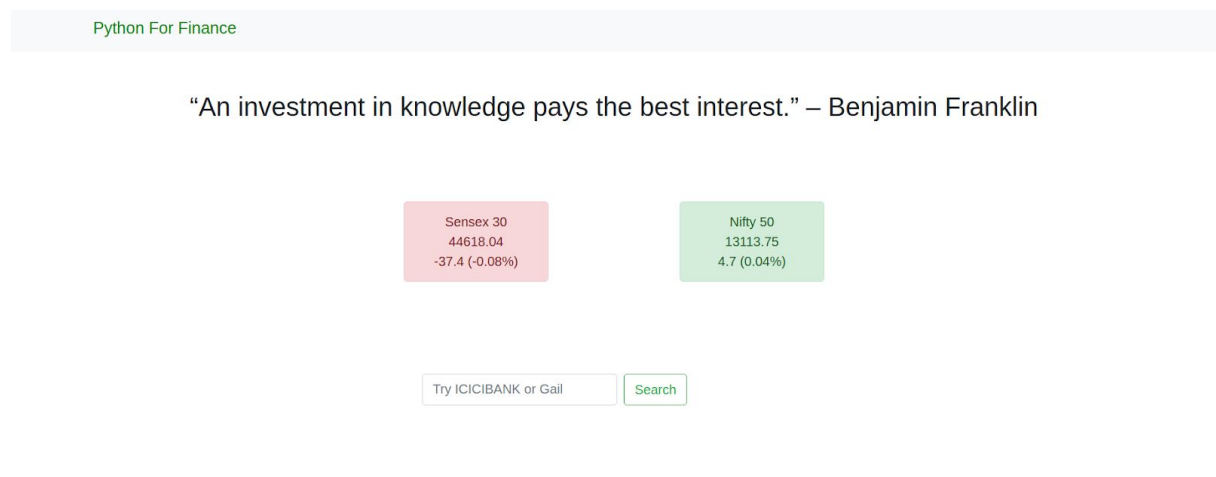 Python For Finance
“An investment in knowledge pays the best interest.” – Benjamin Franklin
Sensex 30
44618.04
-37.4 (-0.08%)
Nifty 50
13113.75
4.7 (0.04%)
Try ICICIBANK or Gail
Search